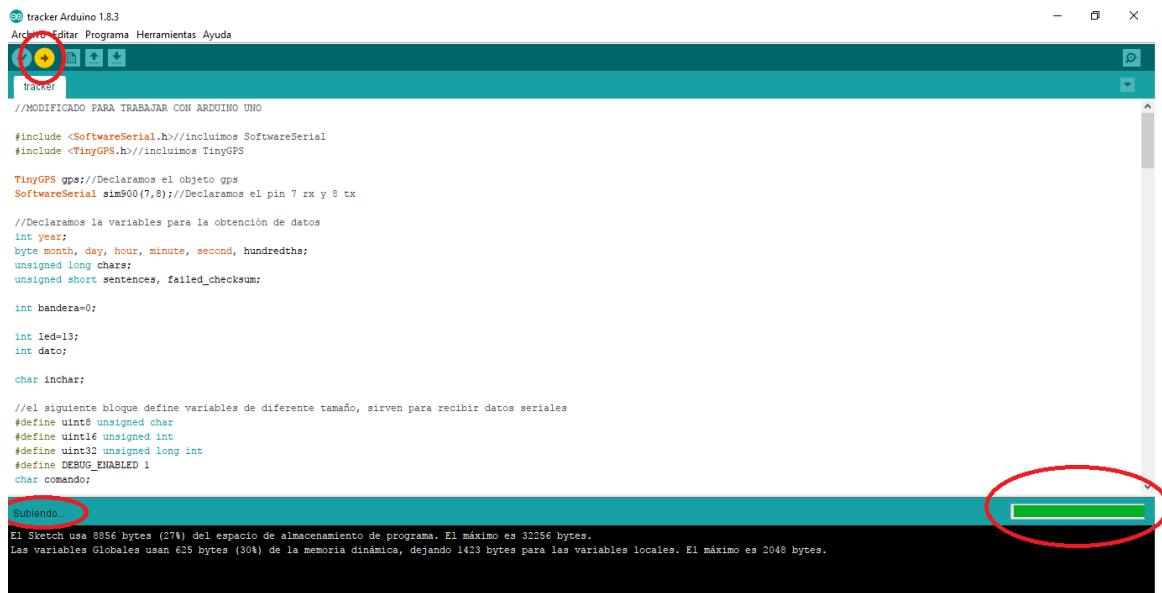 tracker Arduino 1.8.3
Archivo Editar Programa Herramientas Ayuda
tracker
//MODIFICADO PARA TRABAJAR CON ARDUINO UNO
#include <SoftwareSerial.h>//incluimos SoftwareSerial
#include <TinyGPS.h>//incluimos TinyGPS
TinyGPS gps;//Declaramos el objeto gps
SoftwareSerial sim900(7,8);//Declaramos el pin 7 rx y 8 tx
//Declaramos la variables para la obtención de datos
int year;
byte month, day, hour, minute, second, hundredths;
unsigned long chars;
unsigned short sentences, failed_checksum;
int bandera=0;
int led=13;
int dato;
char inchar;
//el siguiente bloque define variables de diferente tamaño, sirven para recibir datos seriales
#define uint8 unsigned char
#define uint16 unsigned int
#define uint32 unsigned long int
#define DEBUG_ENABLED 1
char comando;
Subiendo...
El Sketch usa 8856 bytes (27%) del espacio de almacenamiento de programa. El máximo es 32256 bytes.
Las variables Globales usan 625 bytes (30%) de la memoria dinámica, dejando 1423 bytes para las variables locales. El máximo es 2048 bytes.